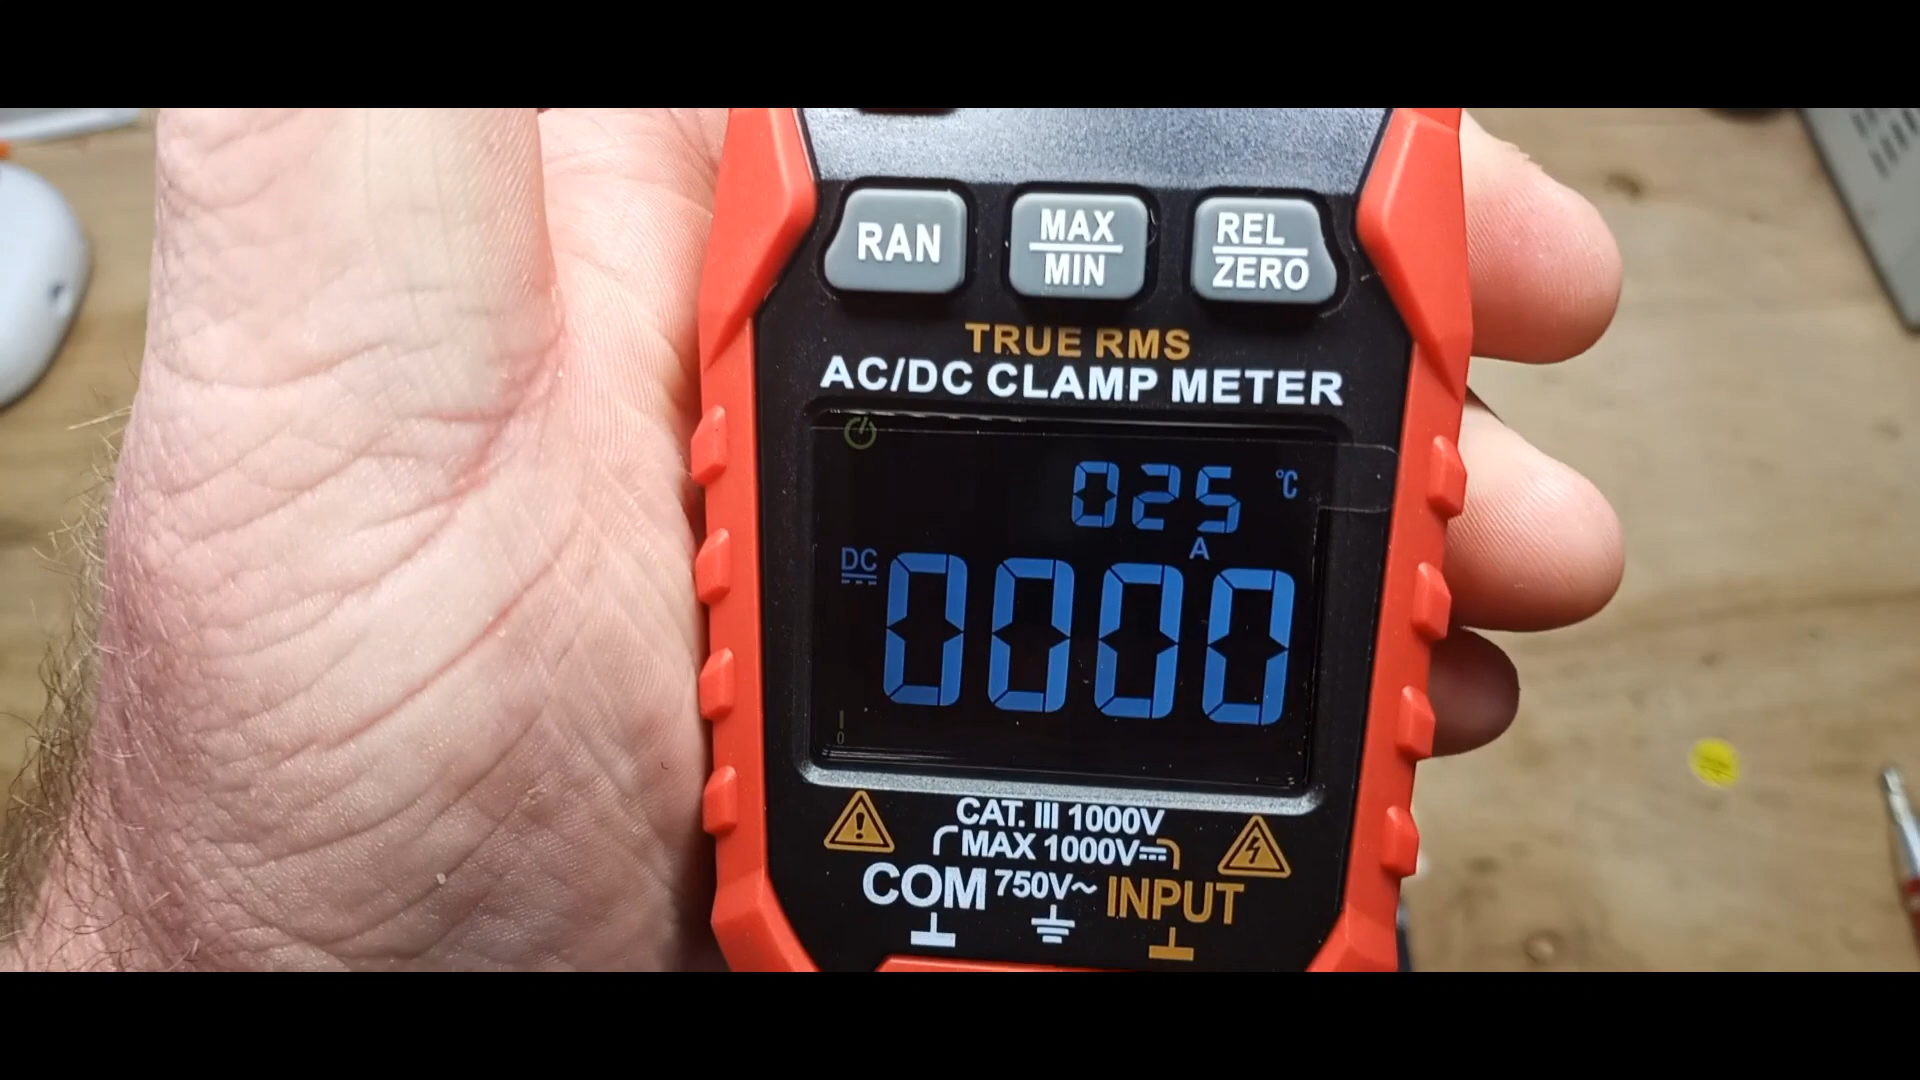 RAN
MAX
MIN
REL
ZERO
TRUE RMS
AC/DC CLAMP METER
025 °C
A
DC
0000
0
CAT. III 1000V
MAX 1000V
COM 750V~ INPUT